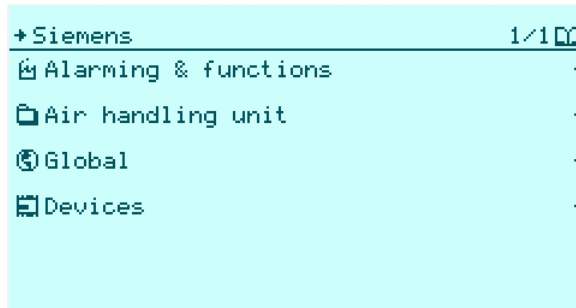 Siemens 1/1
Alarming & functions
Air handling unit
Global
Devices